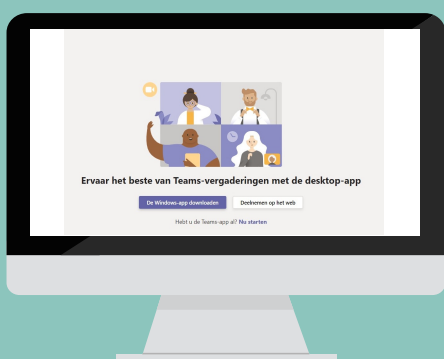 Ervaar het beste van Teams-vergaderingen met de desktop-app
De Windows-app downloaden Deelnemen op het web
Hebt u de Teams-app al? Nu starten